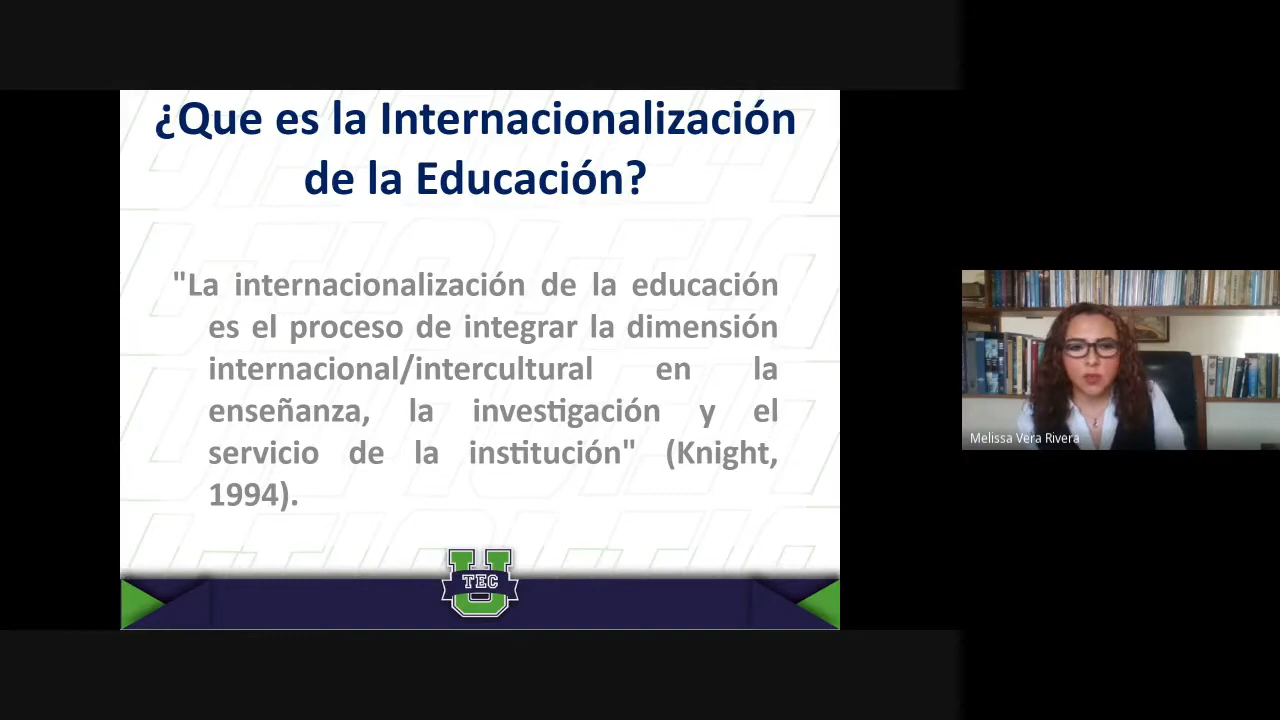 ¿Que es la Internacionalización
de la Educación?
"La internacionalización de la educación
es el proceso de integrar la dimensión
internacional/intercultural en la
enseñanza, la investigación y el
servicio de la institución" (Knight,
1994).
U
TEC
Melissa Vera Rivera